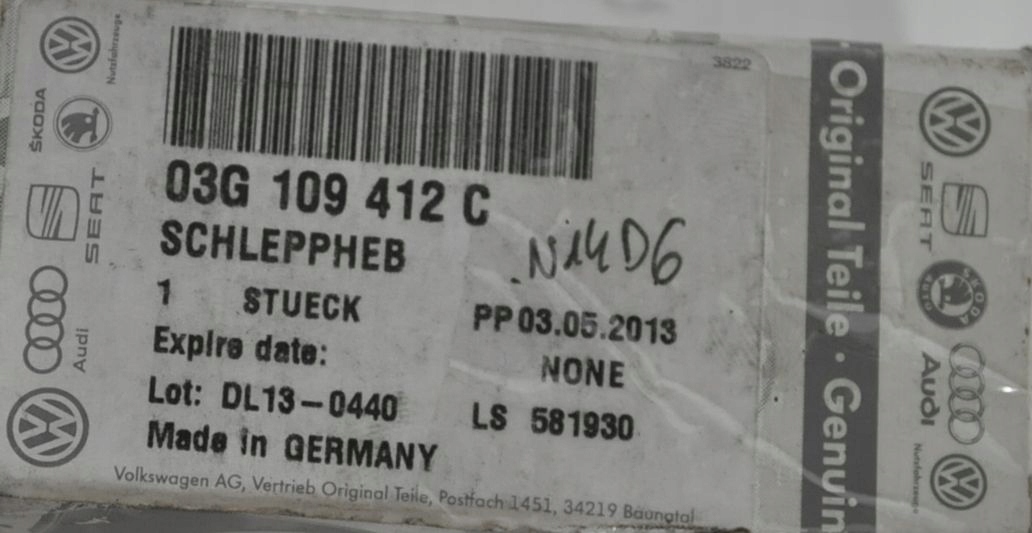 Nutzfahrzeuge
ŠKODA
SEAT
Audi
3822
03G 109 412 C
SCHLEPPHEB
1 STUECK
PP 03.05.2013
Expire date:
NONE
Lot: DL13-0440
LS 581930
Made in GERMANY
Volkswagen AG, Vertrieb Original Teile, Postfach 1451, 34219 Baunatal
Original Teile · Genuin
SEAT
SKODA
AUTO
Audi
Nutzfahrzeuge